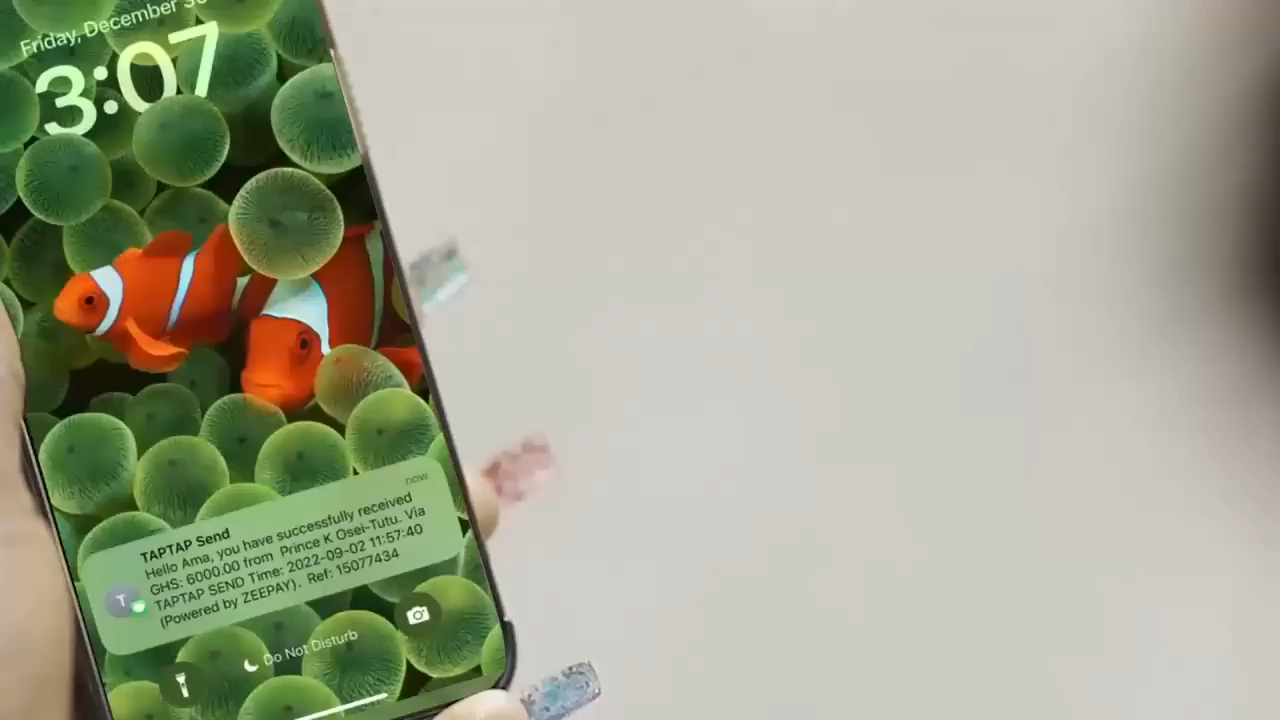 Friday, December 30
3:07
now
TAPTAP Send
Hello Ama, you have successfully received
GHS: 6000.00 from Prince K Osei-Tutu. Via
TAPTAP SEND Time: 2022-09-02 11:57:40
(Powered by ZEEPAY). Ref: 15077434
T
Do Not Disturb